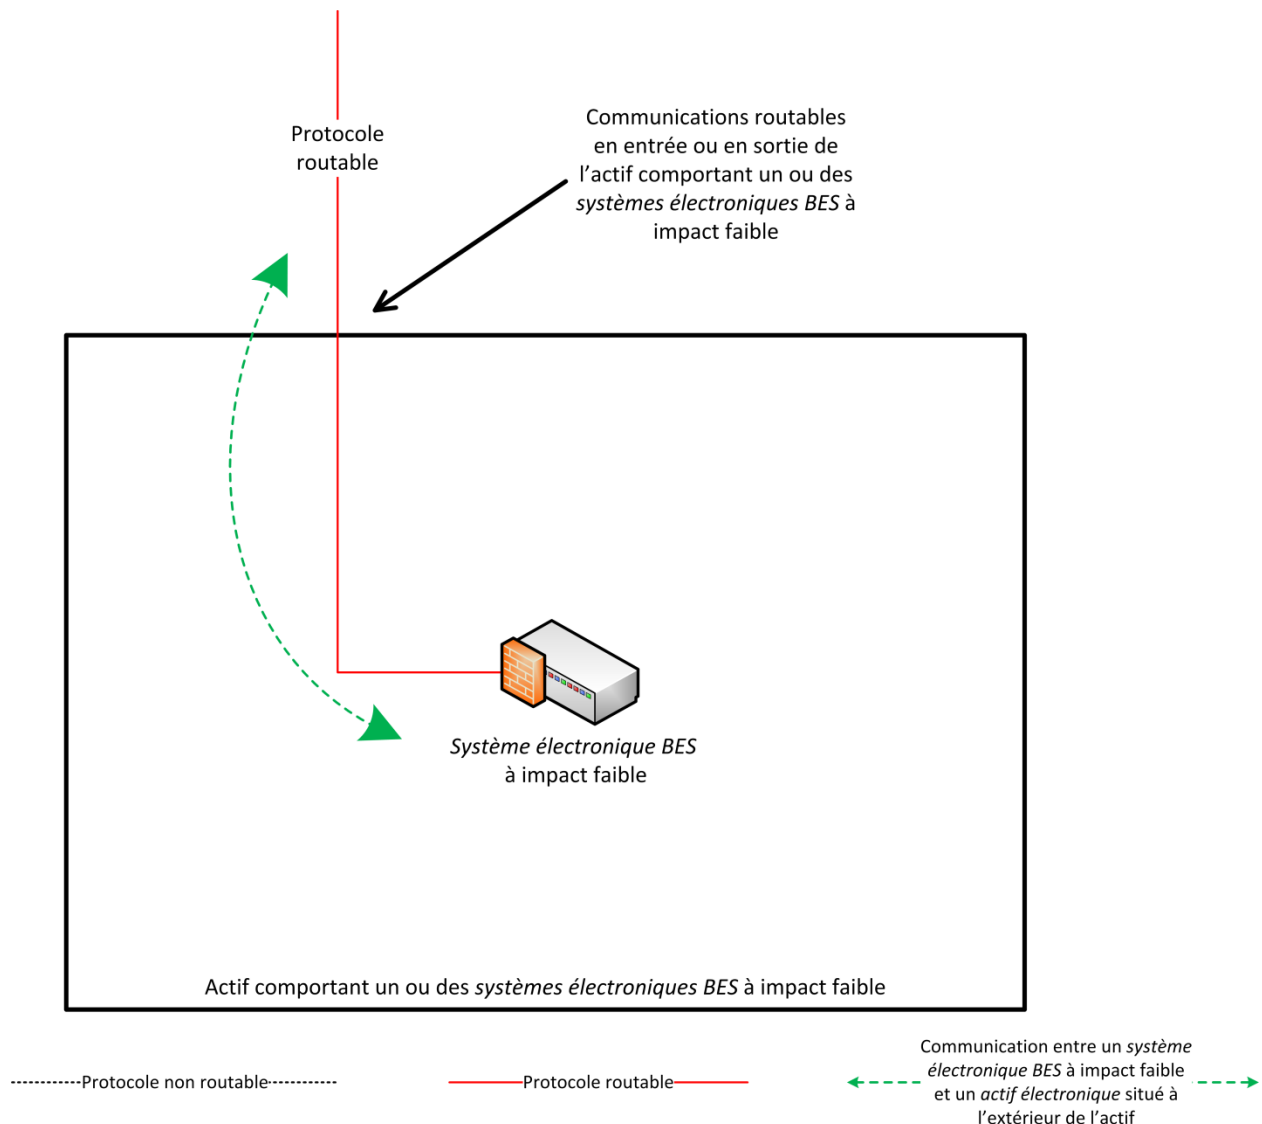 Protocole
routable
Communications routables
en entrée ou en sortie de
l'actif comportant un ou des
systèmes électroniques BES à
impact faible
Système électronique BES
à impact faible
Actif comportant un ou des systèmes électroniques BES à impact faible
Protocole non routable
Protocole routable
Communication entre un système
électronique BES à impact faible
et un actif électronique situé à
l'extérieur de l'actif